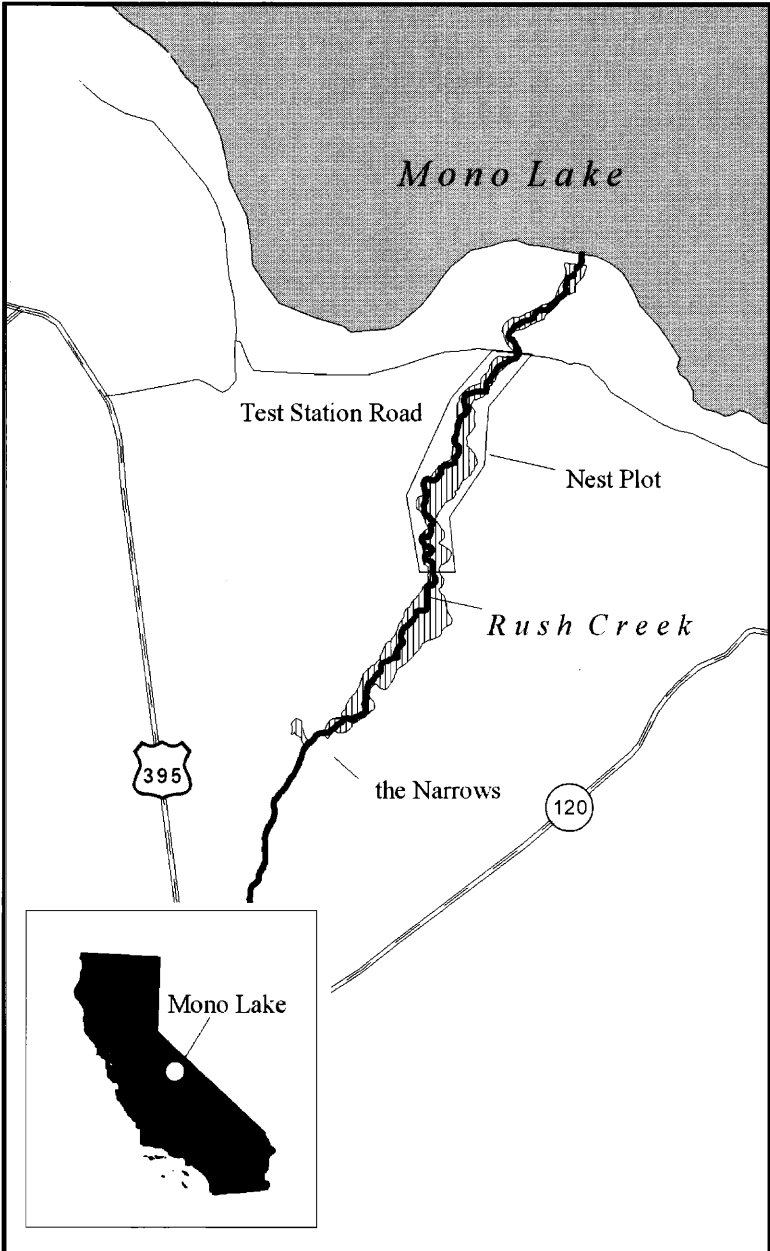 Mono Lake
Test Station Road
Nest Plot
Rush Creek
the Narrows
395
120
Mono Lake